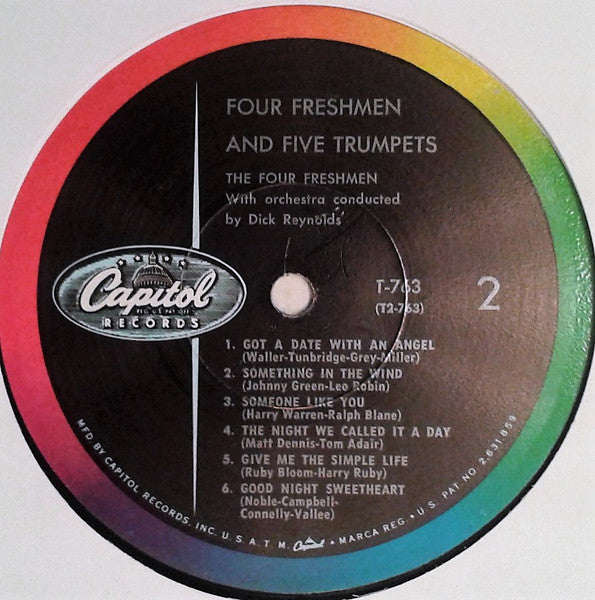 FOUR FRESHMEN
AND FIVE TRUMPETS
THE FOUR FRESHMEN
With orchestra conducted
by Dick Reynolds
Capitol
REG. U.S. PAT. OFF.
RECORDS
T-763
(T2-763)
2
1. GOT A DATE WITH AN ANGEL
(Waller-Tunbridge-Grey-Miller)
2. SOMETHING IN THE WIND
(Johnny Green-Leo Robin)
3. SOMEONE LIKE YOU
(Harry Warren-Ralph Blane)
4. THE NIGHT WE CALLED IT A DAY
(Matt Dennis-Tom Adair)
5. GIVE ME THE SIMPLE LIFE
(Ruby Bloom-Harry Ruby)
6. GOOD NIGHT SWEETHEART
(Noble-Campbell-
Connelly-Vallee)
MFD. BY CAPITOL RECORDS, INC. U.S.A. T.M. Capitol • MARCA REG. • U.S. PAT. NO. 2,631,859